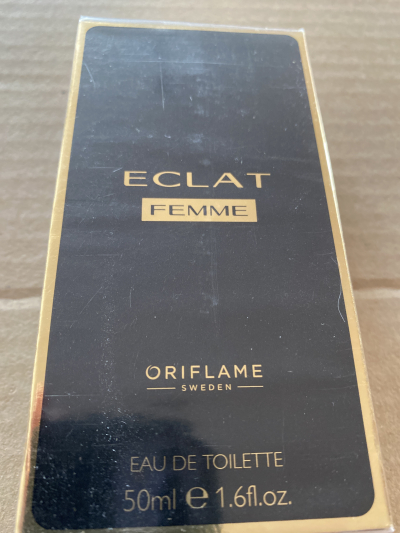 ECLAT
FEMME
ORIFLAME
SWEDEN
EAU DE TOILETTE
50ml ℮ 1.6fl.oz.